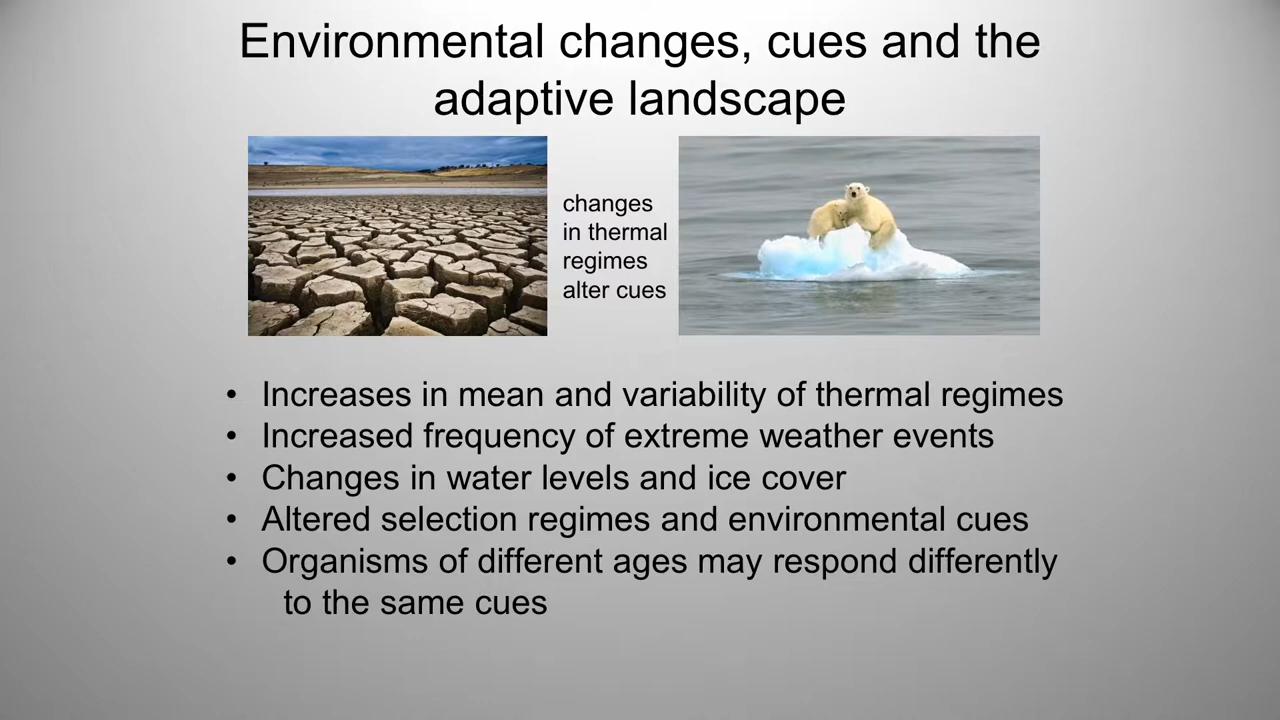 Environmental changes, cues and the
adaptive landscape
changes
in thermal
regimes
alter cues
• Increases in mean and variability of thermal regimes
• Increased frequency of extreme weather events
• Changes in water levels and ice cover
• Altered selection regimes and environmental cues
• Organisms of different ages may respond differently
to the same cues